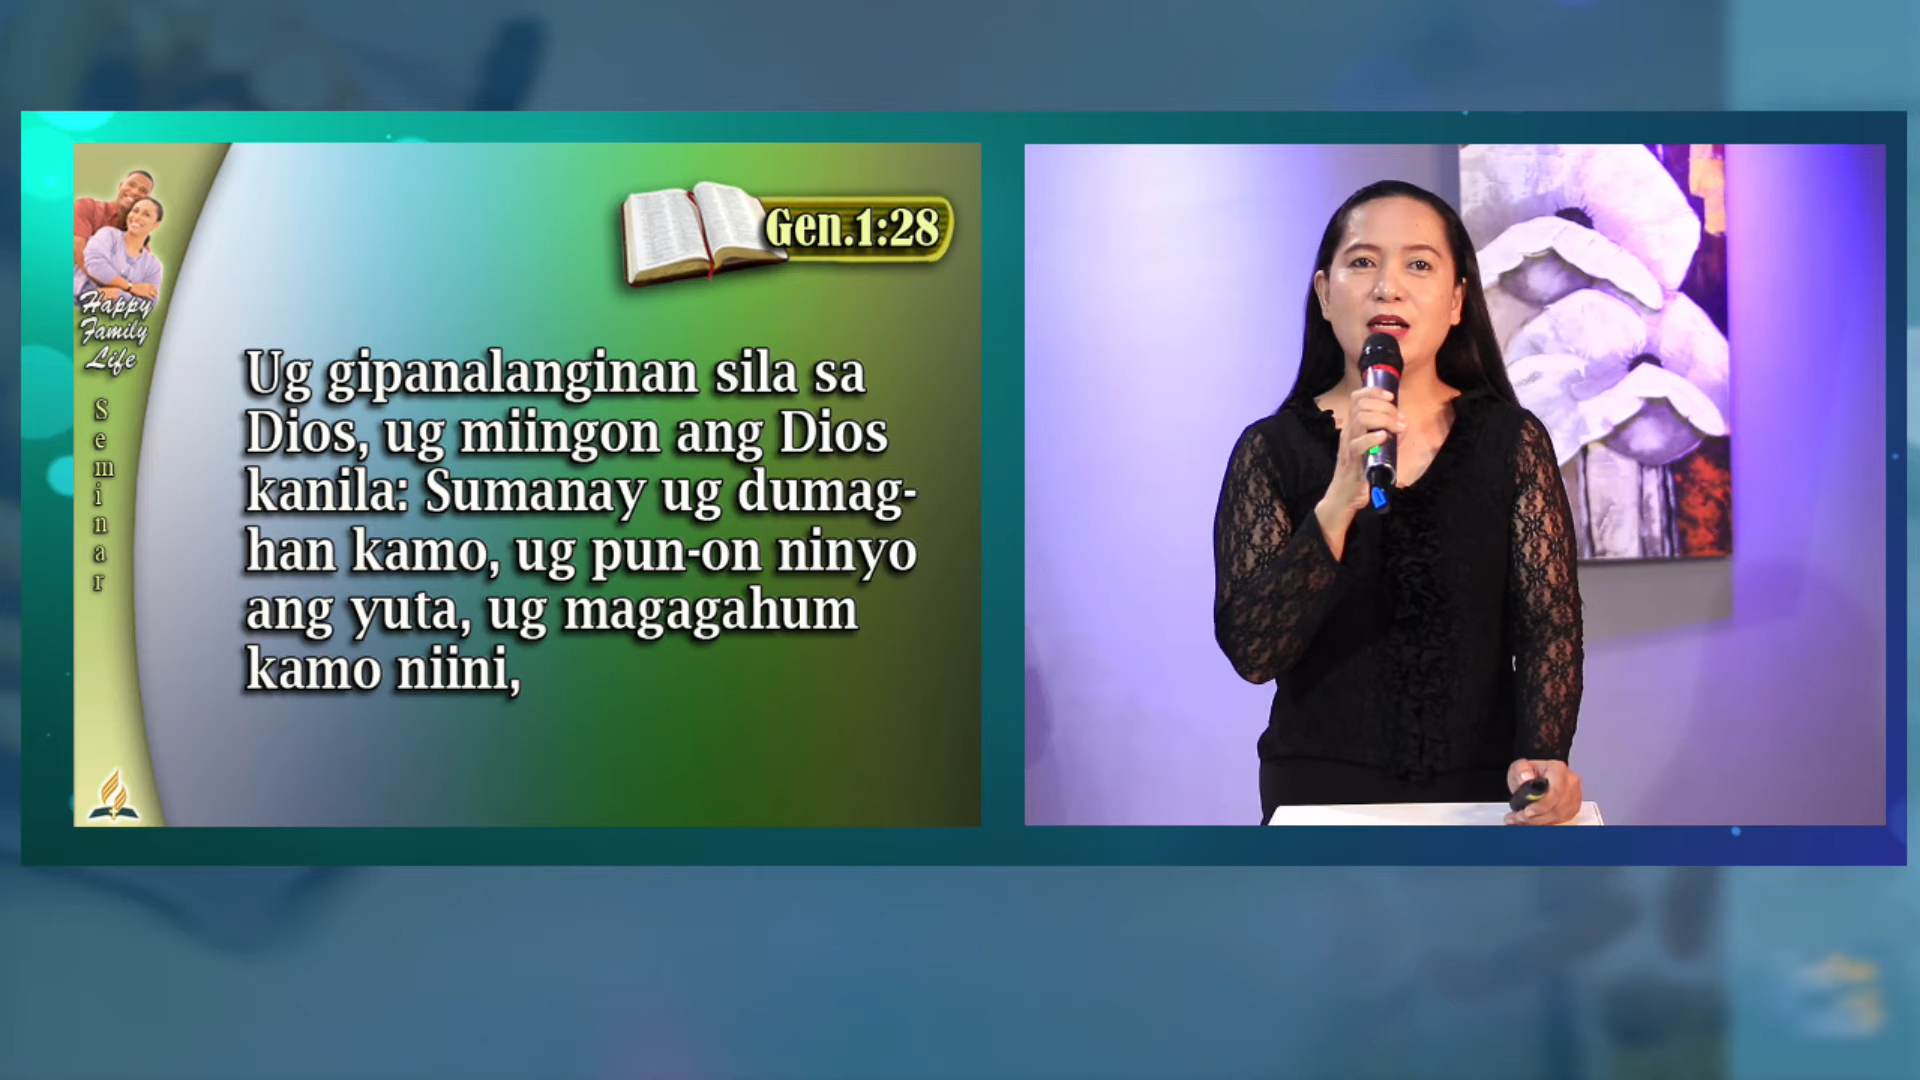 Gen.1:28
Happy
Family
Life
Seminar
Ug gipanalanginan sila sa
Dios, ug miingon ang Dios
kanila: Sumanay ug dumag-
han kamo, ug pun-on ninyo
ang yuta, ug magagahum
kamo niini,